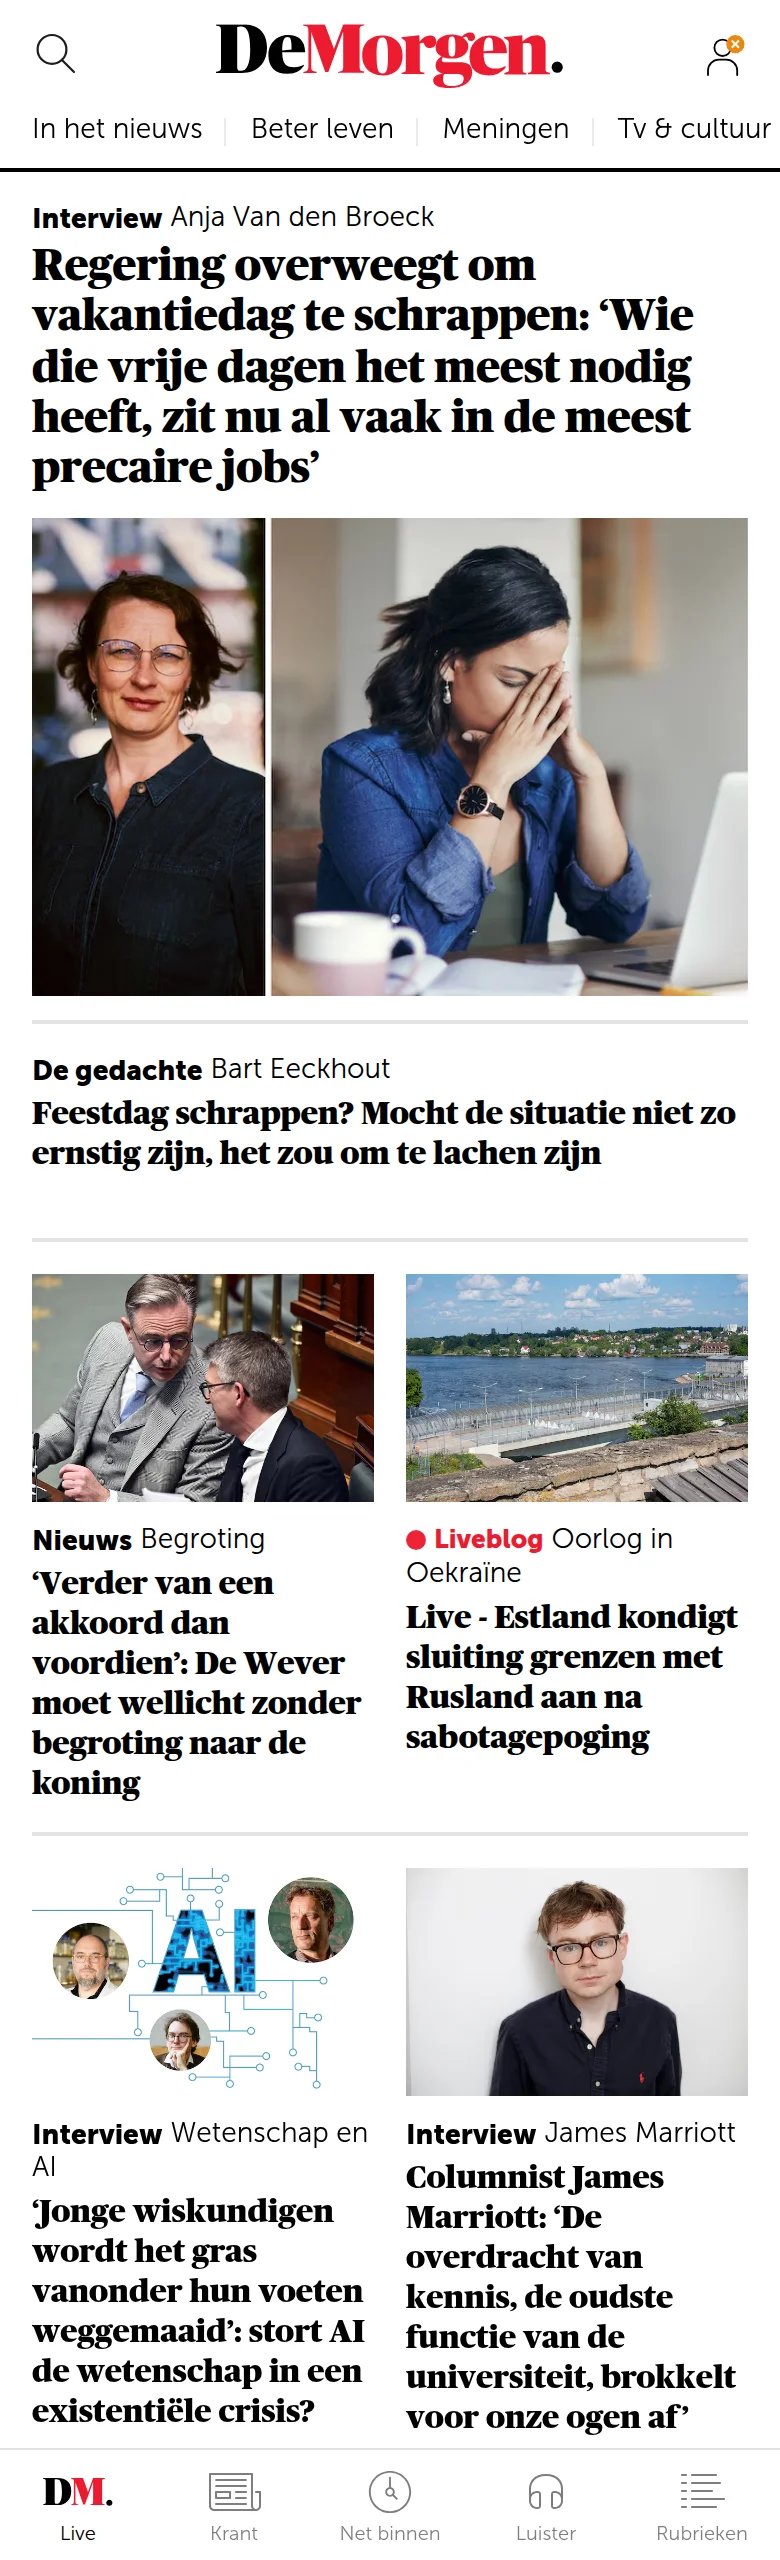 DeMorgen.
In het nieuws
Beter leven
Meningen
Tv & cultuur
Interview Anja Van den Broeck
Regering overweegt om
vakantiedag te schrappen: ‘Wie
die vrije dagen het meest nodig
heeft, zit nu al vaak in de meest
precaire jobs’
De gedachte Bart Eeckhout
Feestdag schrappen? Mocht de situatie niet zo
ernstig zijn, het zou om te lachen zijn
Nieuws Begroting
‘Verder van een
akkoord dan
voordien’: De Wever
moet wellicht zonder
begroting naar de
koning
Liveblog Oorlog in
Oekraïne
Live - Estland kondigt
sluiting grenzen met
Rusland aan na
sabotagepoging
AI
Interview Wetenschap en
AI
‘Jonge wiskundigen
wordt het gras
vanonder hun voeten
weggemaaid’: stort AI
de wetenschap in een
existentiële crisis?
Interview James Marriott
Columnist James
Marriott: ‘De
overdracht van
kennis, de oudste
functie van de
universiteit, brokkelt
voor onze ogen af’
DM.
Live
Krant
Net binnen
Luister
Rubrieken